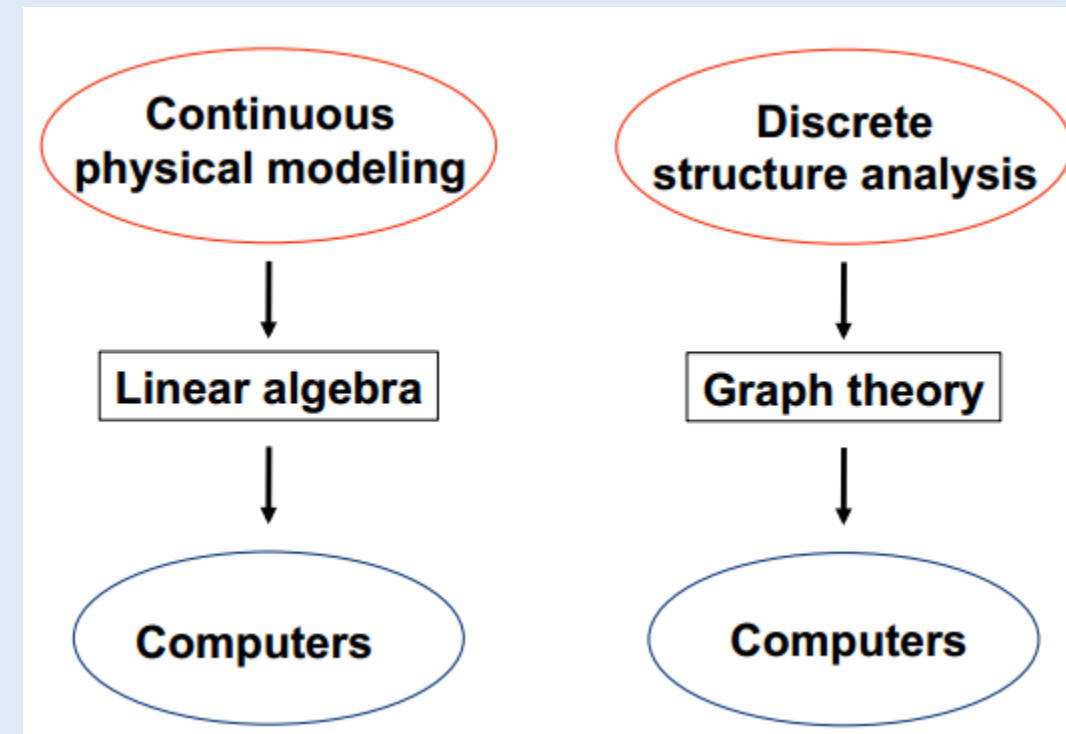 Continuous
physical modeling
Linear algebra
Computers
Discrete
structure analysis
Graph theory
Computers